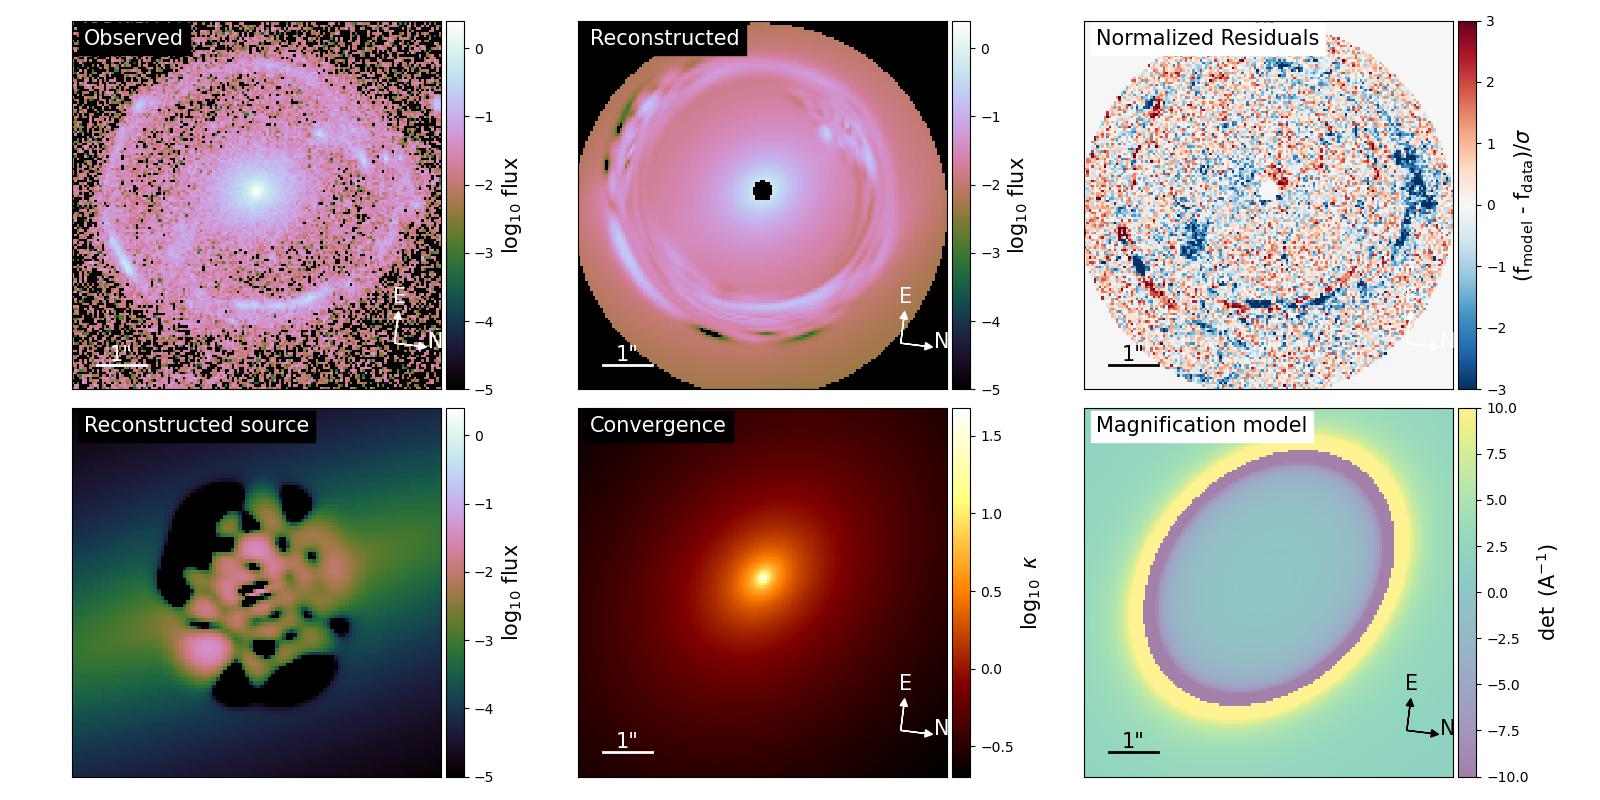 Observed
0
−1
−2
−3
−4
−5
log₁₀ flux
E
N
1"
Reconstructed
0
−1
−2
−3
−4
−5
log₁₀ flux
E
N
1"
Normalized Residuals
3
2
1
0
−1
−2
−3
(f_model - f_data)/σ
N
1"
Reconstructed source
0
−1
−2
−3
−4
−5
log₁₀ flux
Convergence
1.5
1.0
0.5
0.0
−0.5
log₁₀ κ
E
N
1"
Magnification model
10.0
7.5
5.0
2.5
0.0
−2.5
−5.0
−7.5
−10.0
det (A⁻¹)
E
N
1"